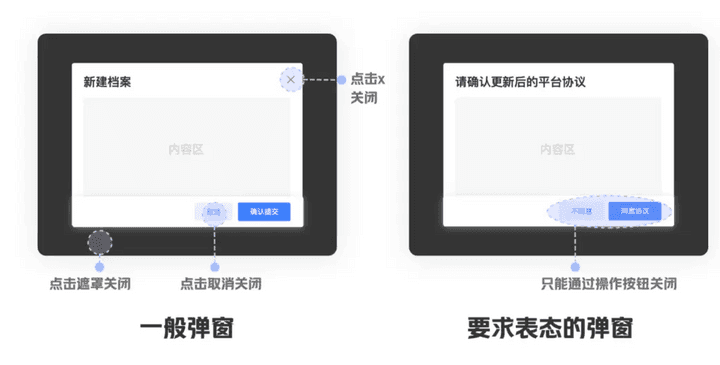 新建档案
点击x
关闭
内容区
取消
确认提交
点击遮罩关闭
点击取消关闭
一般弹窗
请确认更新后的平台协议
内容区
不同意
同意协议
只能通过操作按钮关闭
要求表态的弹窗